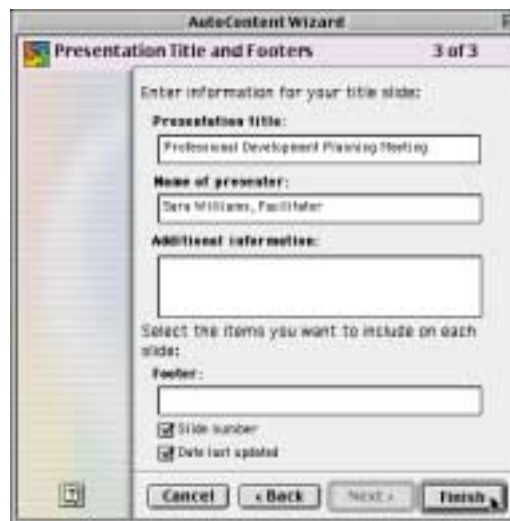 AutoContent Wizard
Presentation Title and Footers 3 of 3
Enter information for your title slide:
Presentation title:
Professional Development Planning Meeting
Name of presenter:
Sara Williams, Facilitator
Additional information:
Select the items you want to include on each
slide:
Footer:
Slide number
Date last updated
? Cancel < Back Next > Finish